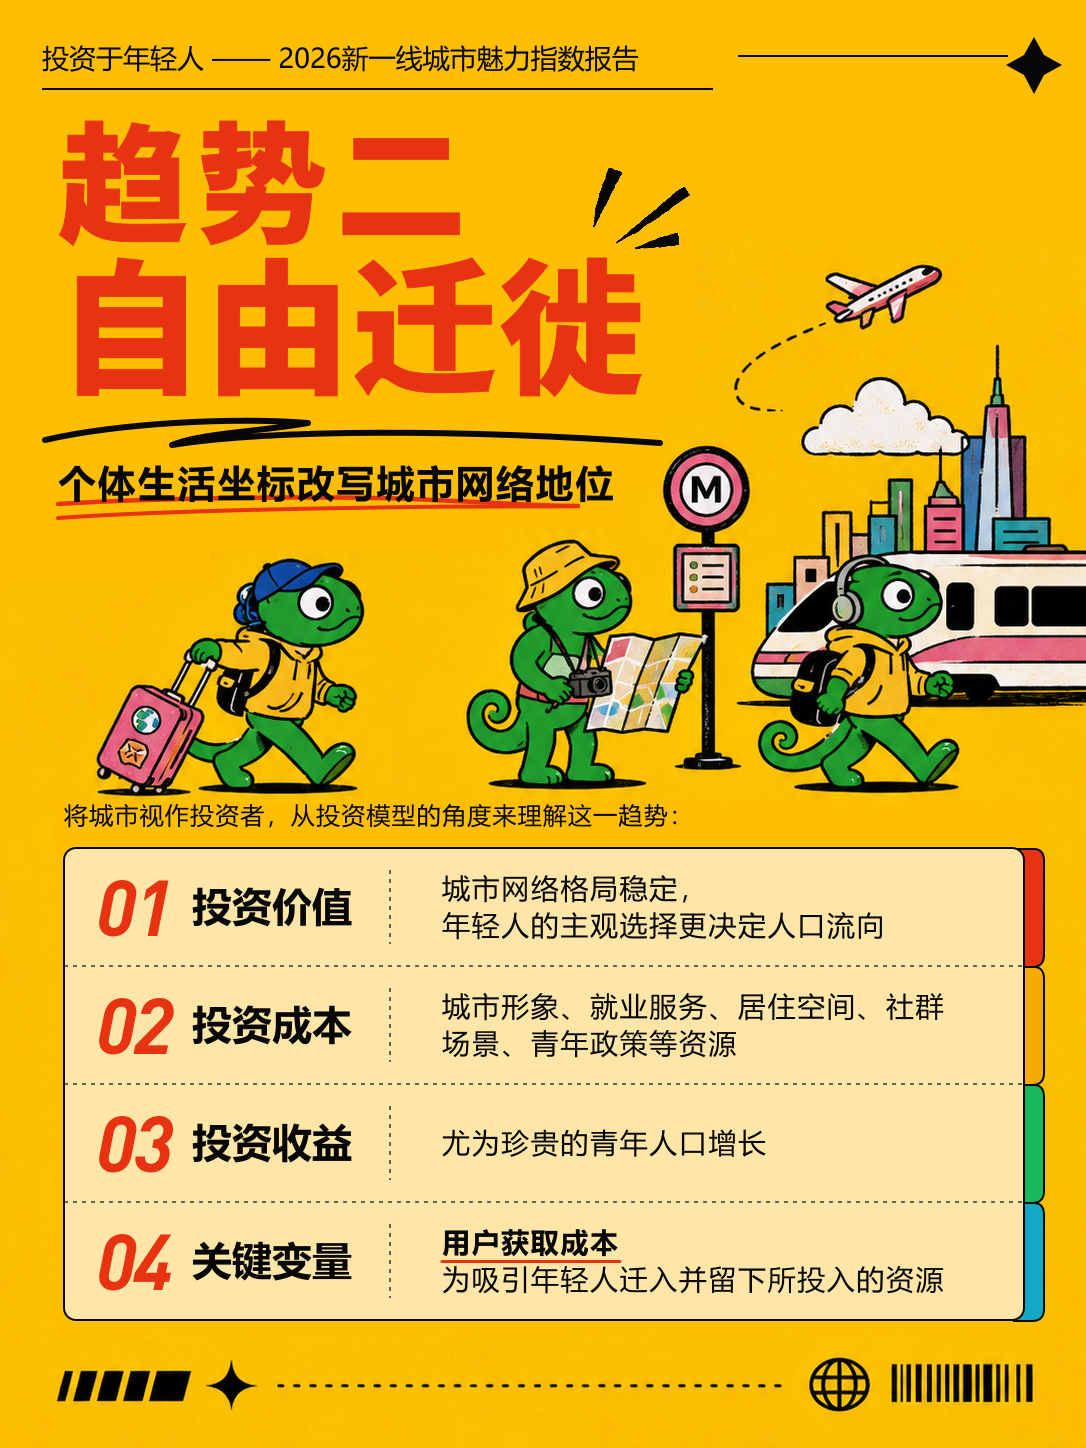 投资于年轻人 —— 2026新一线城市魅力指数报告
趋势二
自由迁徙
个体生活坐标改写城市网络地位
M
将城市视作投资者，从投资模型的角度来理解这一趋势：
01 投资价值
城市网络格局稳定，
年轻人的主观选择更决定人口流向
02 投资成本
城市形象、就业服务、居住空间、社群
场景、青年政策等资源
03 投资收益
尤为珍贵的青年人口增长
04 关键变量
用户获取成本
为吸引年轻人迁入并留下所投入的资源